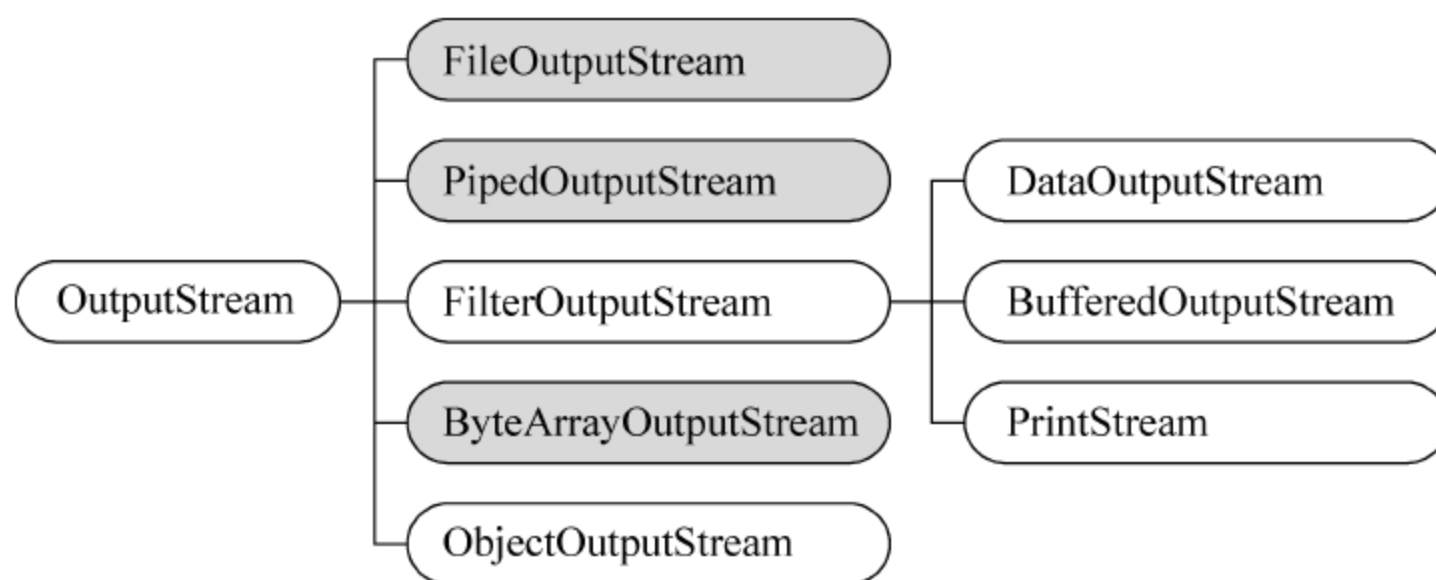 FileOutputStream
PipedOutputStream
DataOutputStream
OutputStream
FilterOutputStream
BufferedOutputStream
ByteArrayOutputStream
PrintStream
ObjectOutputStream